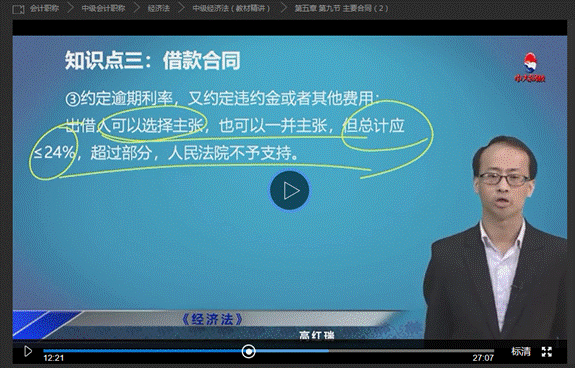 会计职称 > 中级会计职称 > 经济法 > 中级经济法（教材精讲） > 第五章 第九节 主要合同（2）
知识点三：借款合同
③约定逾期利率，又约定违约金或者其他费用：
出借人可以选择主张，也可以一并主张，但总计应
≤24%，超过部分，人民法院不予支持。
《经济法》
高红瑞
12:21
27:07
标清